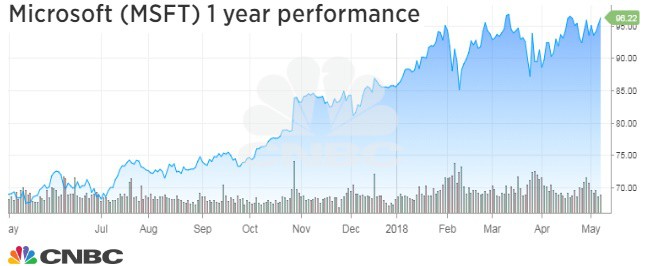 Microsoft (MSFT) 1 year performance
96.22
95.00
90.00
85.00
80.00
75.00
70.00
ay Jul Aug Sep Oct Nov Dec 2018 Feb Mar Apr May
CNBC
CNBC